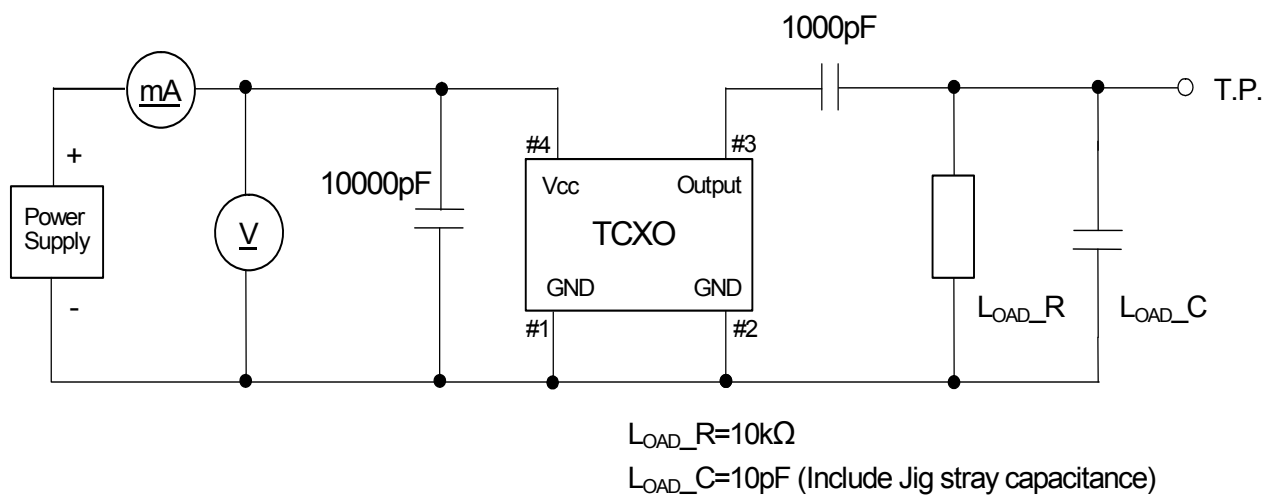 1000pF
mA
T.P.
+
#4
#3
10000pF
Vcc
Output
Power
Supply
V
TCXO
GND
GND
-
LOAD_R
LOAD_C
#1
#2
LOAD_R=10kΩ
LOAD_C=10pF (Include Jig stray capacitance)